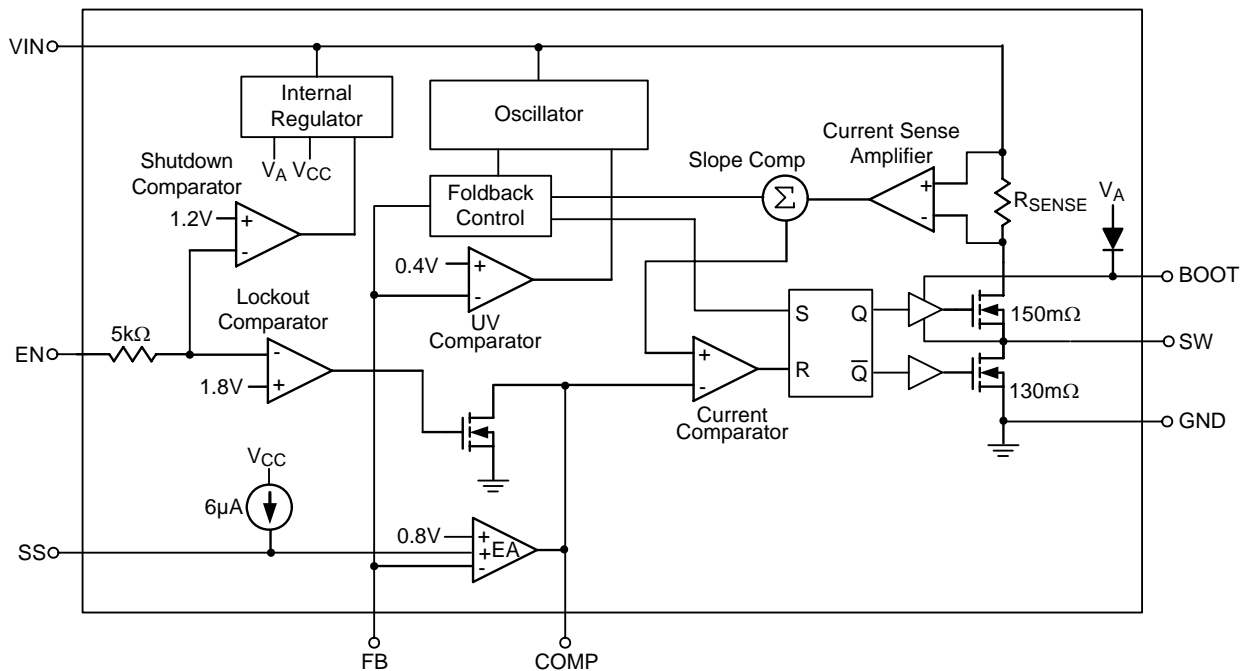 VIN
Internal
Regulator
Oscillator
VA VCC
Shutdown
Comparator
1.2V
+
-
Foldback
Control
Slope Comp
Σ
Current Sense
Amplifier
+
-
RSENSE
VA
BOOT
0.4V
+
-
UV
Comparator
Lockout
Comparator
5kΩ
EN
-
+
1.8V
S
R
Q
Q̅
150mΩ
SW
130mΩ
+
-
Current
Comparator
GND
VCC
6µA
SS
0.8V
+
+
-
EA
FB
COMP